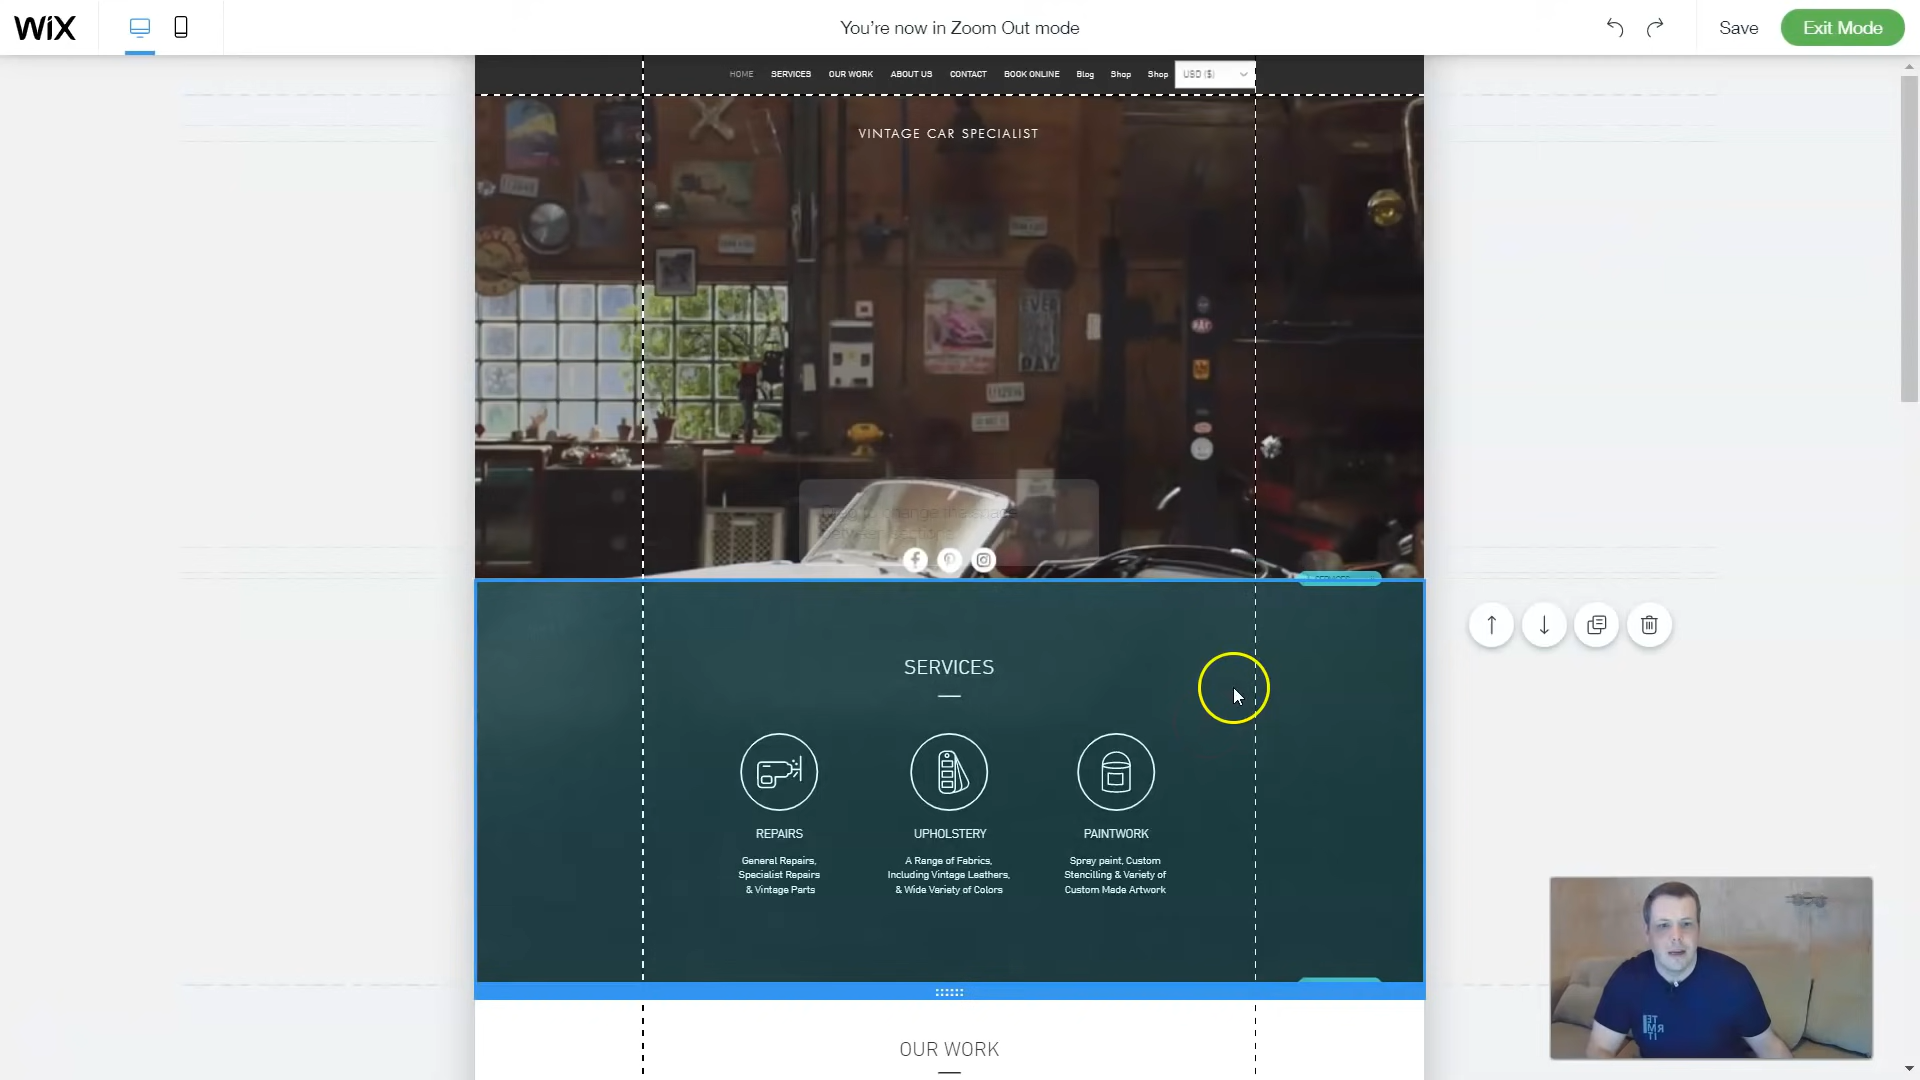 WiX
You're now in Zoom Out mode
Save
Exit Mode
HOME
SERVICES
OUR WORK
ABOUT US
CONTACT
BOOK ONLINE
Blog
Shop
Shop
USD ($)
VINTAGE CAR SPECIALIST
SERVICES
SERVICES
REPAIRS
General Repairs,
Specialist Repairs
& Vintage Parts
UPHOLSTERY
A Range of Fabrics,
Including Vintage Leathers,
& Wide Variety of Colors
PAINTWORK
Spray paint, Custom
Stencilling & Variety of
Custom Made Artwork
OUR WORK